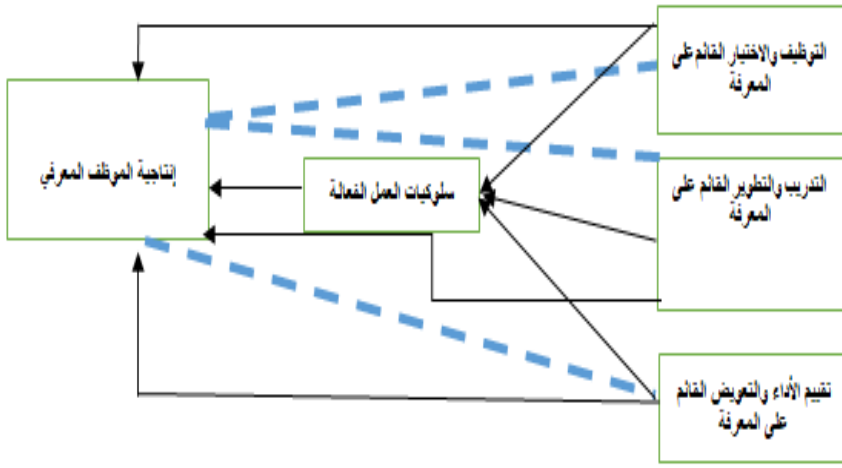 التوظيف والاختيار القائم على
المعرفة
التدريب والتطوير القائم على
المعرفة
سلوكيات العمل الفعالة
إنتاجية الموظف المعرفي
تقييم الأداء والتعويض القائم
على المعرفة